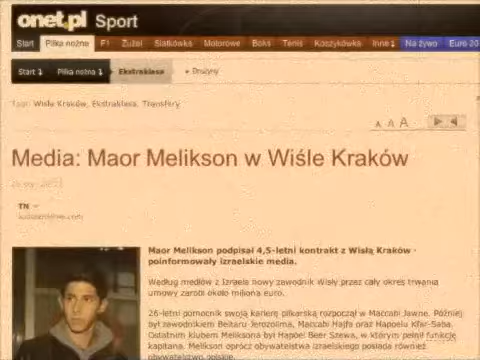 onet.pl Sport
Start Piłka nożna F1 Żużel Siatkówka Motorowe Boks Tenis Koszykówka Inne Na żywo Euro 20
Start Piłka nożna Ekstraklasa Drużyny
Wisła Kraków, Ekstraklasa, Transfery
A A A
Media: Maor Melikson w Wiśle Kraków
TN
Maor Melikson podpisał 4,5-letni kontrakt z Wisłą Kraków -
poinformowały izraelskie media.
Według mediów z Izraela nowy zawodnik Wisły przez cały okres trwania
umowy zarobi około miliona euro.
26-letni pomocnik swoją karierę piłkarską rozpoczął w Maccabi Jawne. Później
był zawodnikiem Beitaru Jerozolima, Maccabi Hajfa oraz Hapoelu Kfar-Saba.
Ostatnim klubem Meliksona był Hapoel Beer Szewa, w którym pełnił funkcję
kapitana. Melikson oprócz obywatelstwa izraelskiego posiada również
obywatelstwo polskie.